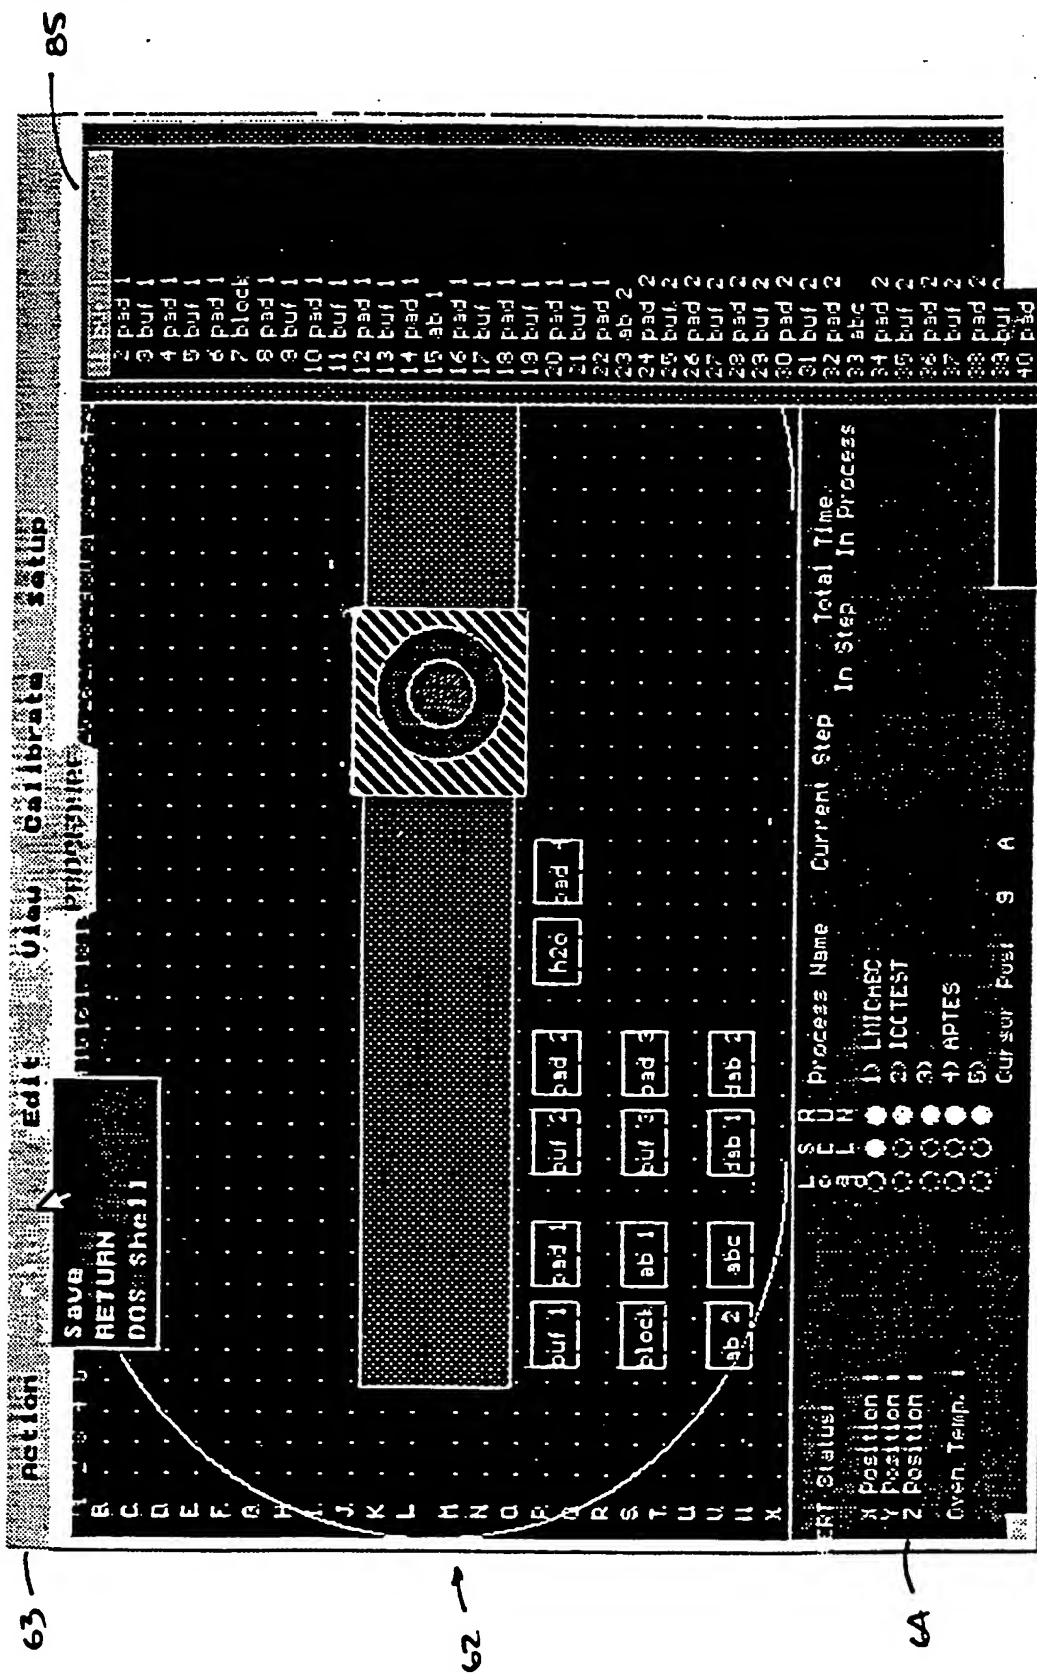 85
63
62
64
Action Edit View Calibrate Setup
Save
RETURN
DOS Shell
B
C
D
E
F
G
H
I
J
K
L
M
N
O
P
Q
R
S
T
U
V
W
X
buf 1 pad 1 buf 2 pad 2 h2o pad
block ab 1 buf 3 pad 3
ab 2 abc dab 1 dab 2
1 buf 1
2 pad 1
3 buf 1
4 pad 1
5 buf 1
6 pad 1
7 block
8 pad 1
9 buf 1
10 pad 1
11 buf 1
12 pad 1
13 buf 1
14 pad 1
15 ab 1
16 pad 1
17 buf 1
18 pad 1
19 buf 1
20 pad 1
21 buf 1
22 pad 1
23 ab 2
24 pad 2
25 buf 2
26 pad 2
27 buf 2
28 pad 2
29 buf 2
30 pad 2
31 buf 2
32 pad 2
33 abc
34 pad 2
35 buf 2
36 pad 2
37 buf 2
38 pad 2
39 buf 2
40 pad
ERT Status:
X Position :
Y Position :
Z Position :
Oven Temp. :
Process Name Current Step Total Time
In Step In Process
1)
2) ICCTEST
3)
4) APTES
5)
Cursor Pos: 9 A